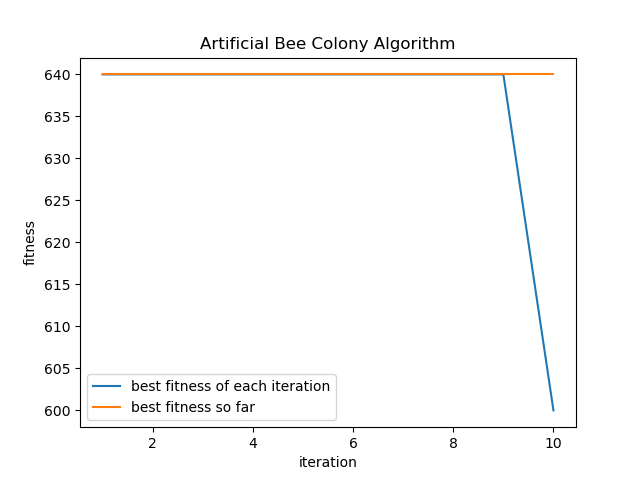 Artificial Bee Colony Algorithm
640
635
630
625
620
615
610
605
600
fitness
best fitness of each iteration
best fitness so far
2 4 6 8 10
iteration